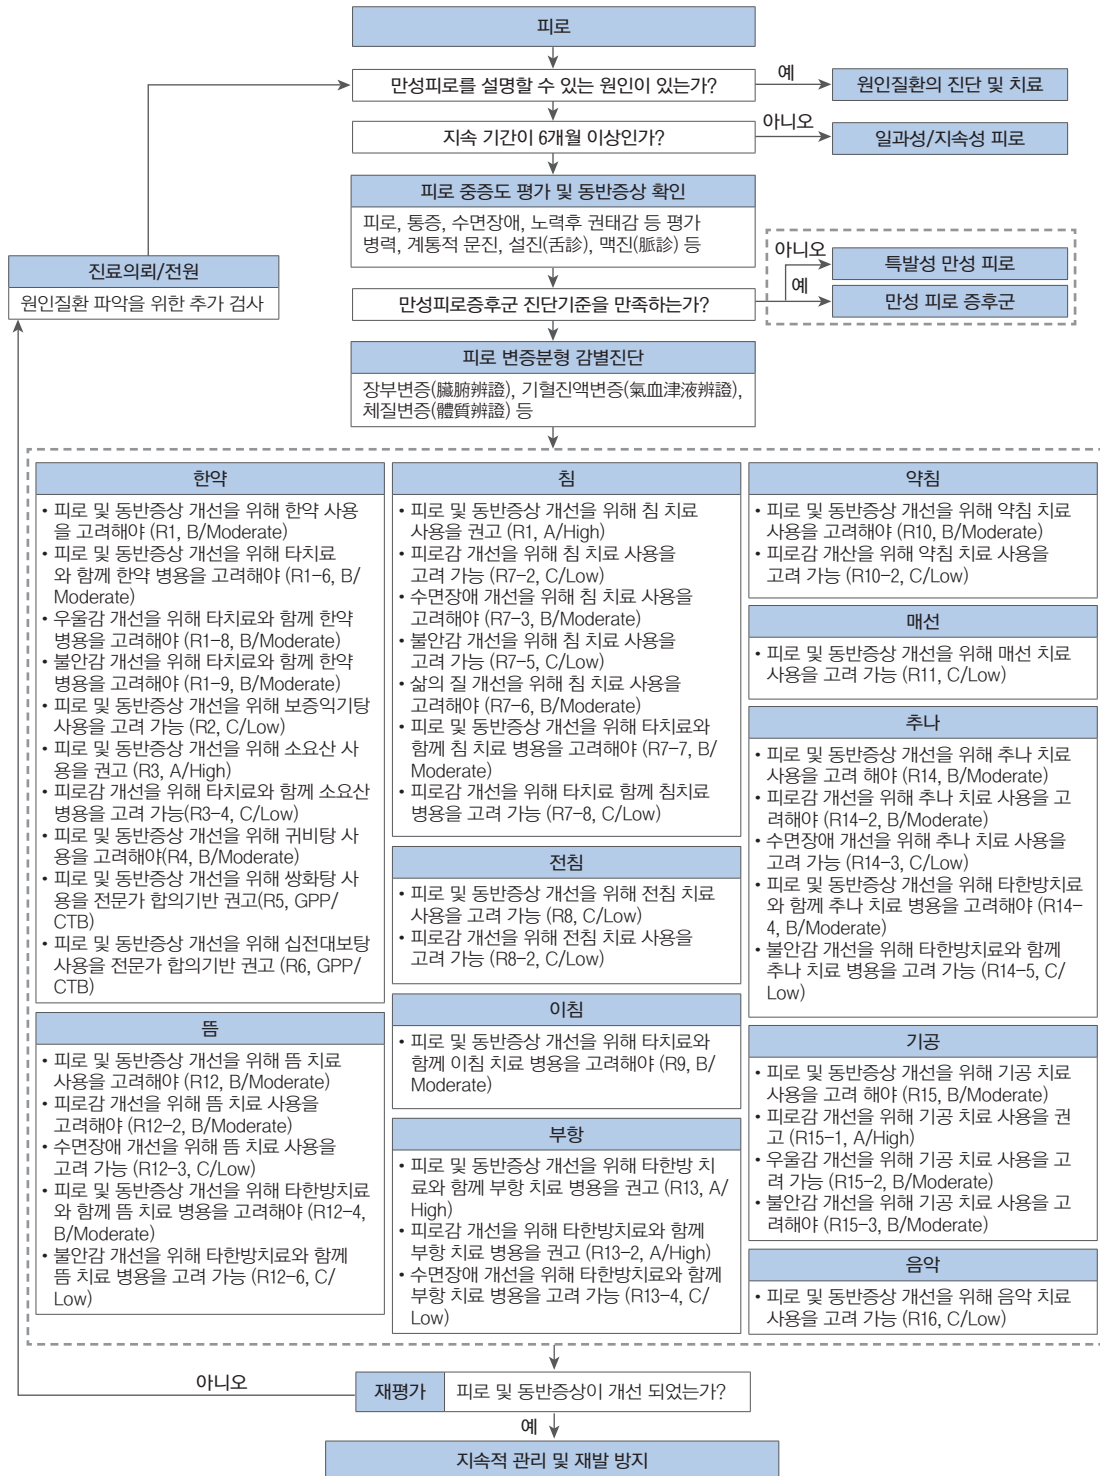 피로
만성피로를 설명할 수 있는 원인이 있는가?
예
원인질환의 진단 및 치료
지속 기간이 6개월 이상인가?
아니오
일과성/지속성 피로
피로 중증도 평가 및 동반증상 확인
피로, 통증, 수면장애, 노력후 권태감 등 평가
병력, 계통적 문진, 설진(舌診), 맥진(脈診) 등
진료의뢰/전원
원인질환 파악을 위한 추가 검사
만성피로증후군 진단기준을 만족하는가?
아니오
특발성 만성 피로
예
만성 피로 증후군
피로 변증분형 감별진단
장부변증(臟腑辨證), 기혈진액변증(氣血津液辨證),
체질변증(體質辨證) 등
한약
• 피로 및 동반증상 개선을 위해 한약 사용
을 고려해야 (R1, B/Moderate)
• 피로 및 동반증상 개선을 위해 타치료
와 함께 한약 병용을 고려해야 (R1-6, B/
Moderate)
• 우울감 개선을 위해 타치료와 함께 한약
병용을 고려해야 (R1-8, B/Moderate)
• 불안감 개선을 위해 타치료와 함께 한약
병용을 고려해야 (R1-9, B/Moderate)
• 피로 및 동반증상 개선을 위해 보증익기탕
사용을 고려 가능 (R2, C/Low)
• 피로 및 동반증상 개선을 위해 소요산 사
용을 권고 (R3, A/High)
• 피로감 개선을 위해 타치료와 함께 소요산
병용을 고려 가능(R3-4, C/Low)
• 피로 및 동반증상 개선을 위해 귀비탕 사
용을 고려해야(R4, B/Moderate)
• 피로 및 동반증상 개선을 위해 쌍화탕 사
용을 전문가 합의기반 권고(R5, GPP/
CTB)
• 피로 및 동반증상 개선을 위해 십전대보탕
사용을 전문가 합의기반 권고 (R6, GPP/
CTB)
뜸
• 피로 및 동반증상 개선을 위해 뜸 치료
사용을 고려해야 (R12, B/Moderate)
• 피로감 개선을 위해 뜸 치료 사용을
고려해야 (R12-2, B/Moderate)
• 수면장애 개선을 위해 뜸 치료 사용을
고려 가능 (R12-3, C/Low)
• 피로 및 동반증상 개선을 위해 타한방치료
와 함께 뜸 치료 병용을 고려해야 (R12-4,
B/Moderate)
• 불안감 개선을 위해 타한방치료와 함께
뜸 치료 병용을 고려 가능 (R12-6, C/
Low)
침
• 피로 및 동반증상 개선을 위해 침 치료
사용을 권고 (R1, A/High)
• 피로감 개선을 위해 침 치료 사용을
고려 가능 (R7-2, C/Low)
• 수면장애 개선을 위해 침 치료 사용을
고려해야 (R7-3, B/Moderate)
• 불안감 개선을 위해 침 치료 사용을
고려 가능 (R7-5, C/Low)
• 삶의 질 개선을 위해 침 치료 사용을
고려해야 (R7-6, B/Moderate)
• 피로 및 동반증상 개선을 위해 타치료와
함께 침 치료 병용을 고려해야 (R7-7, B/
Moderate)
• 피로감 개선을 위해 타치료 함께 침치료
병용을 고려 가능 (R7-8, C/Low)
전침
• 피로 및 동반증상 개선을 위해 전침 치료
사용을 고려 가능 (R8, C/Low)
• 피로감 개선을 위해 전침 치료 사용을
고려 가능 (R8-2, C/Low)
이침
• 피로 및 동반증상 개선을 위해 타치료와
함께 이침 치료 병용을 고려해야 (R9, B/
Moderate)
부항
• 피로 및 동반증상 개선을 위해 타한방 치
료와 함께 부항 치료 병용을 권고 (R13, A/
High)
• 피로감 개선을 위해 타한방치료와 함께
부항 치료 병용을 권고 (R13-2, A/High)
• 수면장애 개선을 위해 타한방치료와 함께
부항 치료 병용을 고려 가능 (R13-4, C/
Low)
약침
• 피로 및 동반증상 개선을 위해 약침 치료
사용을 고려해야 (R10, B/Moderate)
• 피로감 개산을 위해 약침 치료 사용을
고려 가능 (R10-2, C/Low)
매선
• 피로 및 동반증상 개선을 위해 매선 치료
사용을 고려 가능 (R11, C/Low)
추나
• 피로 및 동반증상 개선을 위해 추나 치료
사용을 고려 해야 (R14, B/Moderate)
• 피로감 개선을 위해 추나 치료 사용을 고
려해야 (R14-2, B/Moderate)
• 수면장애 개선을 위해 추나 치료 사용을
고려 가능 (R14-3, C/Low)
• 피로 및 동반증상 개선을 위해 타한방치료
와 함께 추나 치료 병용을 고려해야 (R14-
4, B/Moderate)
• 불안감 개선을 위해 타한방치료와 함께
추나 치료 병용을 고려 가능 (R14-5, C/
Low)
기공
• 피로 및 동반증상 개선을 위해 기공 치료
사용을 고려 해야 (R15, B/Moderate)
• 피로감 개선을 위해 기공 치료 사용을 권
고 (R15-1, A/High)
• 우울감 개선을 위해 기공 치료 사용을 고
려 가능 (R15-2, B/Moderate)
• 불안감 개선을 위해 기공 치료 사용을 고
려해야 (R15-3, B/Moderate)
음악
• 피로 및 동반증상 개선을 위해 음악 치료
사용을 고려 가능 (R16, C/Low)
아니오
재평가
피로 및 동반증상이 개선 되었는가?
예
지속적 관리 및 재발 방지